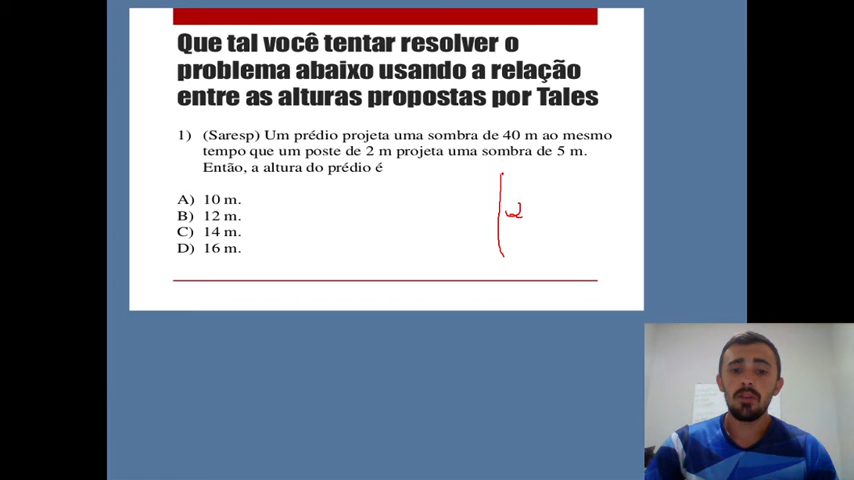 Que tal você tentar resolver o
problema abaixo usando a relação
entre as alturas propostas por Tales
1) (Saresp) Um prédio projeta uma sombra de 40 m ao mesmo
tempo que um poste de 2 m projeta uma sombra de 5 m.
Então, a altura do prédio é
A) 10 m.
B) 12 m.
C) 14 m.
D) 16 m.
2